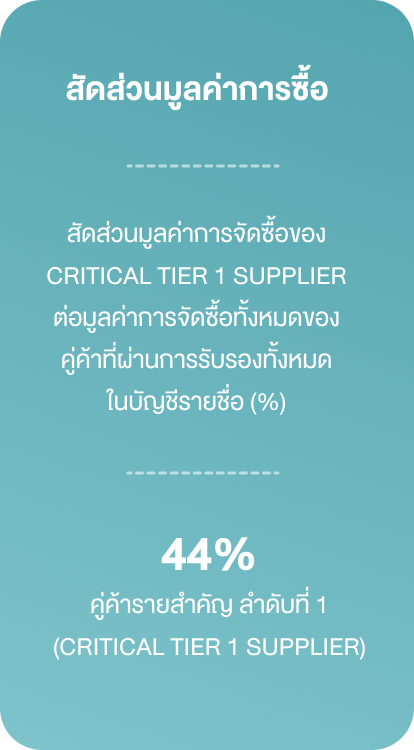 สัดส่วนมูลค่าการซื้อ
สัดส่วนมูลค่าการจัดซื้อของ
CRITICAL TIER 1 SUPPLIER
ต่อมูลค่าการจัดซื้อทั้งหมดของ
คู่ค้าที่ผ่านการรับรองทั้งหมด
ในบัญชีรายชื่อ (%)
44%
คู่ค้ารายสำคัญ ลำดับที่ 1
(CRITICAL TIER 1 SUPPLIER)